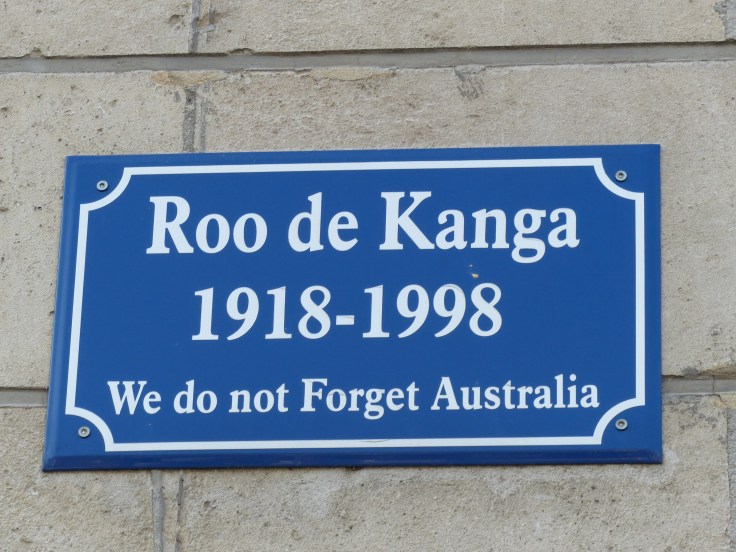 Roo de Kanga
1918-1998
We do not Forget Australia